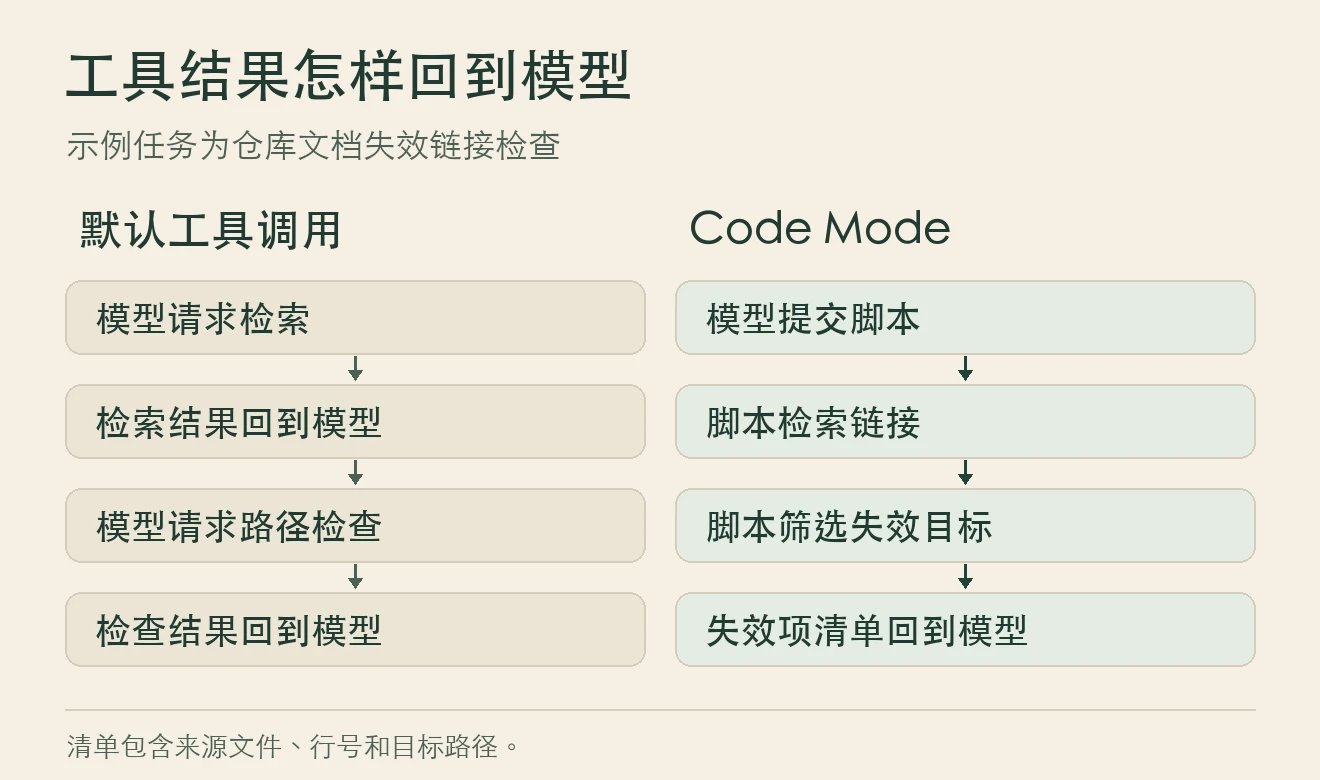 工具结果怎样回到模型
示例任务为仓库文档失效链接检查
默认工具调用
模型请求检索
检索结果回到模型
模型请求路径检查
检查结果回到模型
Code Mode
模型提交脚本
脚本检索链接
脚本筛选失效目标
失效项清单回到模型
清单包含来源文件、行号和目标路径。